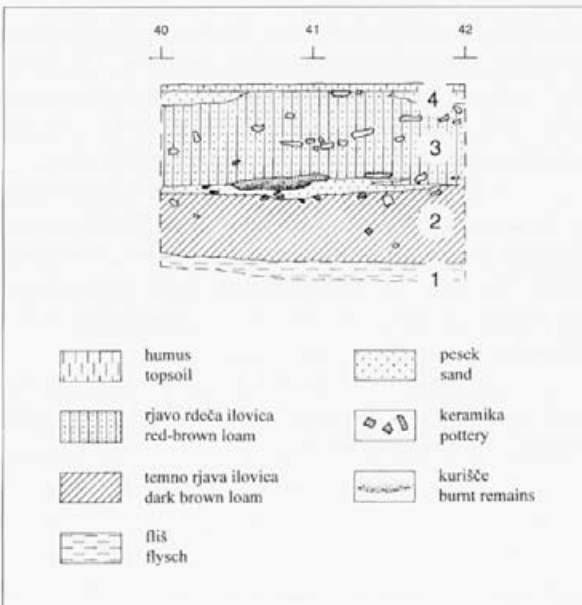 40 41 42
4
3
2
1
humus
topsoil
rjavo rdeča ilovica
red-brown loam
temno rjava ilovica
dark brown loam
fliš
flysch
pesek
sand
keramika
pottery
kurišče
burnt remains